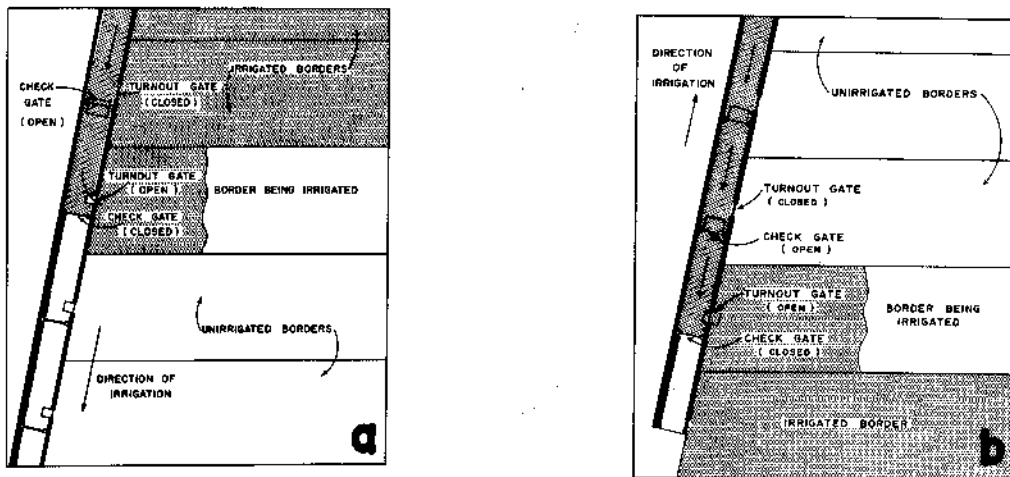 IRRIGATED BORDERS
CHECK
GATE
(OPEN)
TURNOUT GATE
(CLOSED)
TURNOUT GATE
(OPEN)
BORDER BEING IRRIGATED
CHECK GATE
(CLOSED)
UNIRRIGATED BORDERS
DIRECTION OF
IRRIGATION
a
DIRECTION
OF
IRRIGATION
UNIRRIGATED BORDERS
TURNOUT GATE
(CLOSED)
CHECK GATE
(OPEN)
TURNOUT GATE
(OPEN)
BORDER BEING
IRRIGATED
CHECK GATE
(CLOSED)
IRRIGATED BORDER
b